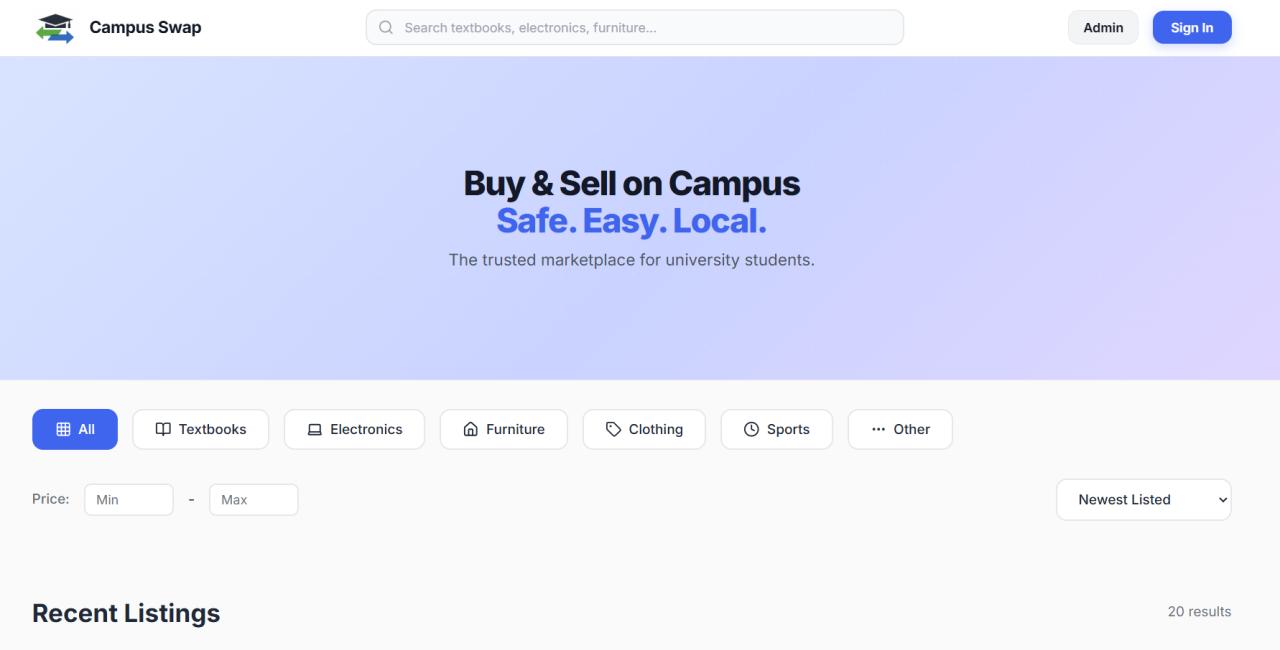 Campus Swap
Search textbooks, electronics, furniture...
Admin
Sign In
Buy & Sell on Campus
Safe. Easy. Local.
The trusted marketplace for university students.
All
Textbooks
Electronics
Furniture
Clothing
Sports
Other
Price:
Min
-
Max
Newest Listed
Recent Listings
20 results